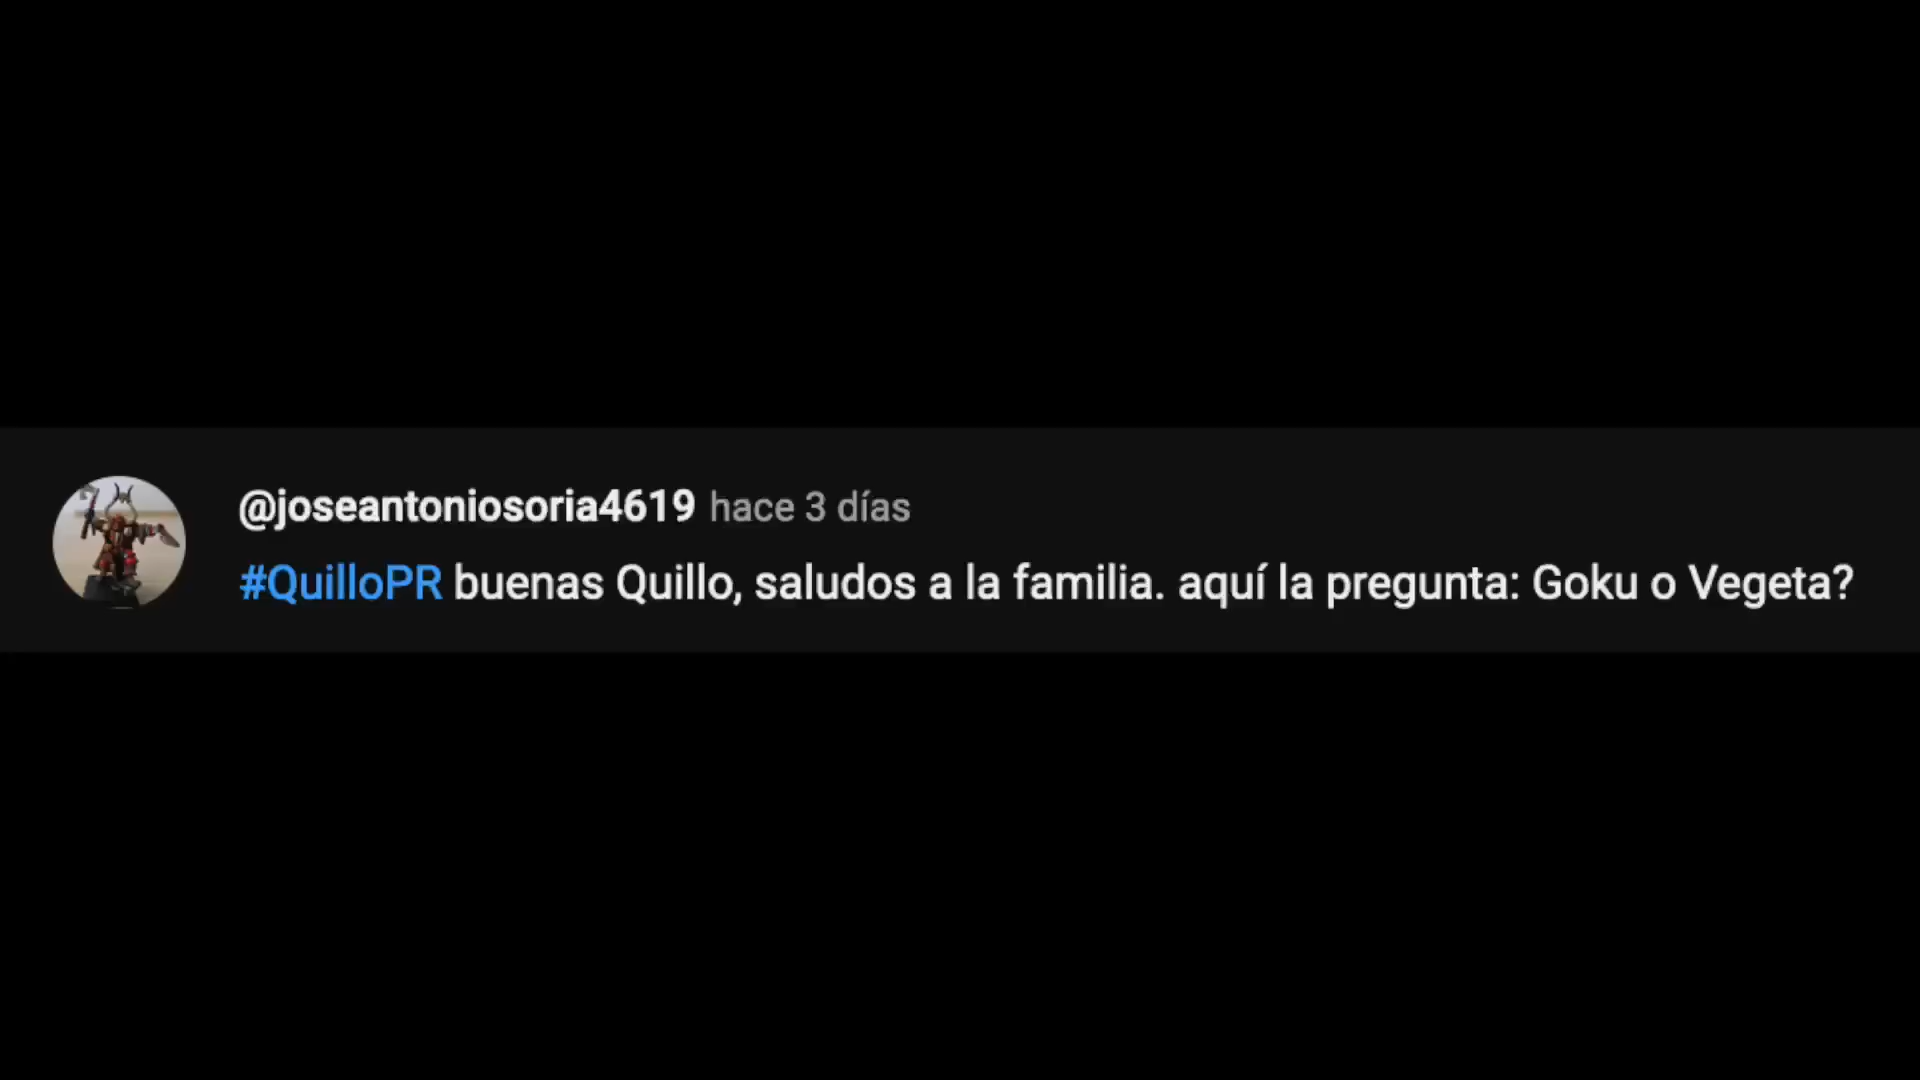 @joseantoniosoria4619 hace 3 días
#QuilloPR buenas Quillo, saludos a la familia. aquí la pregunta: Goku o Vegeta?